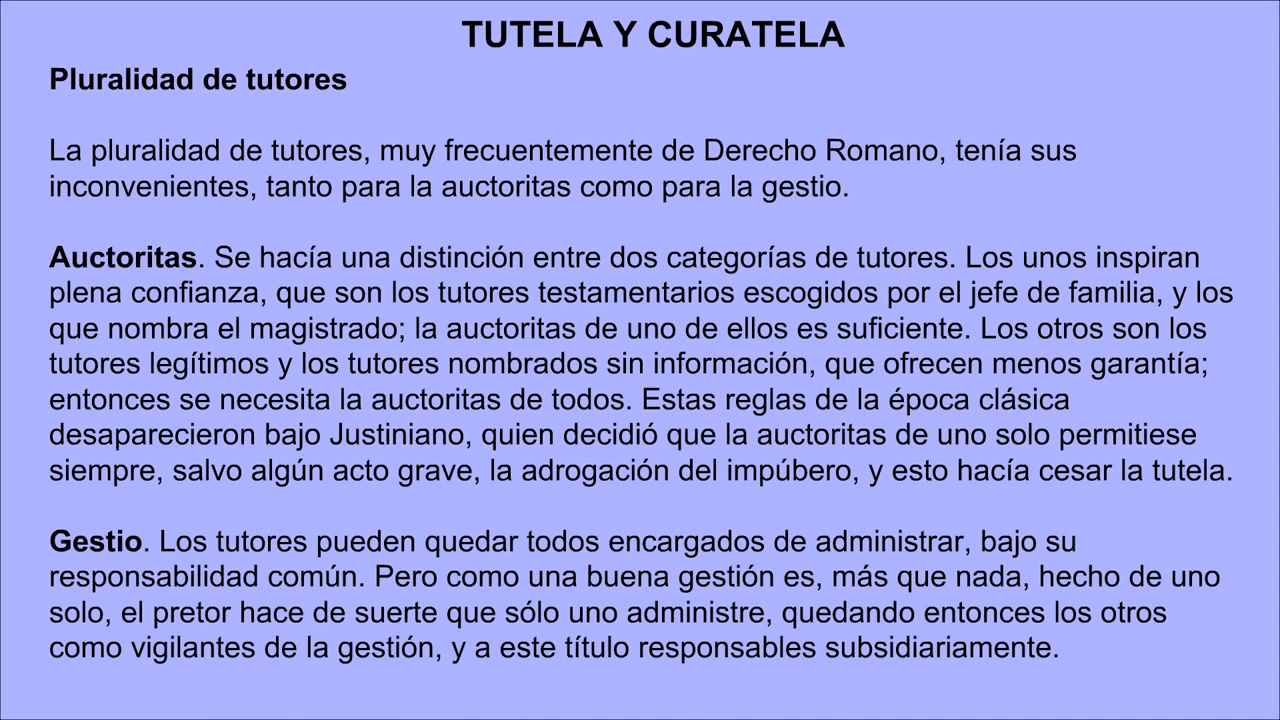 TUTELA Y CURATELA
Pluralidad de tutores
La pluralidad de tutores, muy frecuentemente de Derecho Romano, tenía sus
inconvenientes, tanto para la auctoritas como para la gestio.
Auctoritas. Se hacía una distinción entre dos categorías de tutores. Los unos inspiran
plena confianza, que son los tutores testamentarios escogidos por el jefe de familia, y los
que nombra el magistrado; la auctoritas de uno de ellos es suficiente. Los otros son los
tutores legítimos y los tutores nombrados sin información, que ofrecen menos garantía;
entonces se necesita la auctoritas de todos. Estas reglas de la época clásica
desaparecieron bajo Justiniano, quien decidió que la auctoritas de uno solo permitiese
siempre, salvo algún acto grave, la adrogación del impúbero, y esto hacía cesar la tutela.
Gestio. Los tutores pueden quedar todos encargados de administrar, bajo su
responsabilidad común. Pero como una buena gestión es, más que nada, hecho de uno
solo, el pretor hace de suerte que sólo uno administre, quedando entonces los otros
como vigilantes de la gestión, y a este título responsables subsidiariamente.